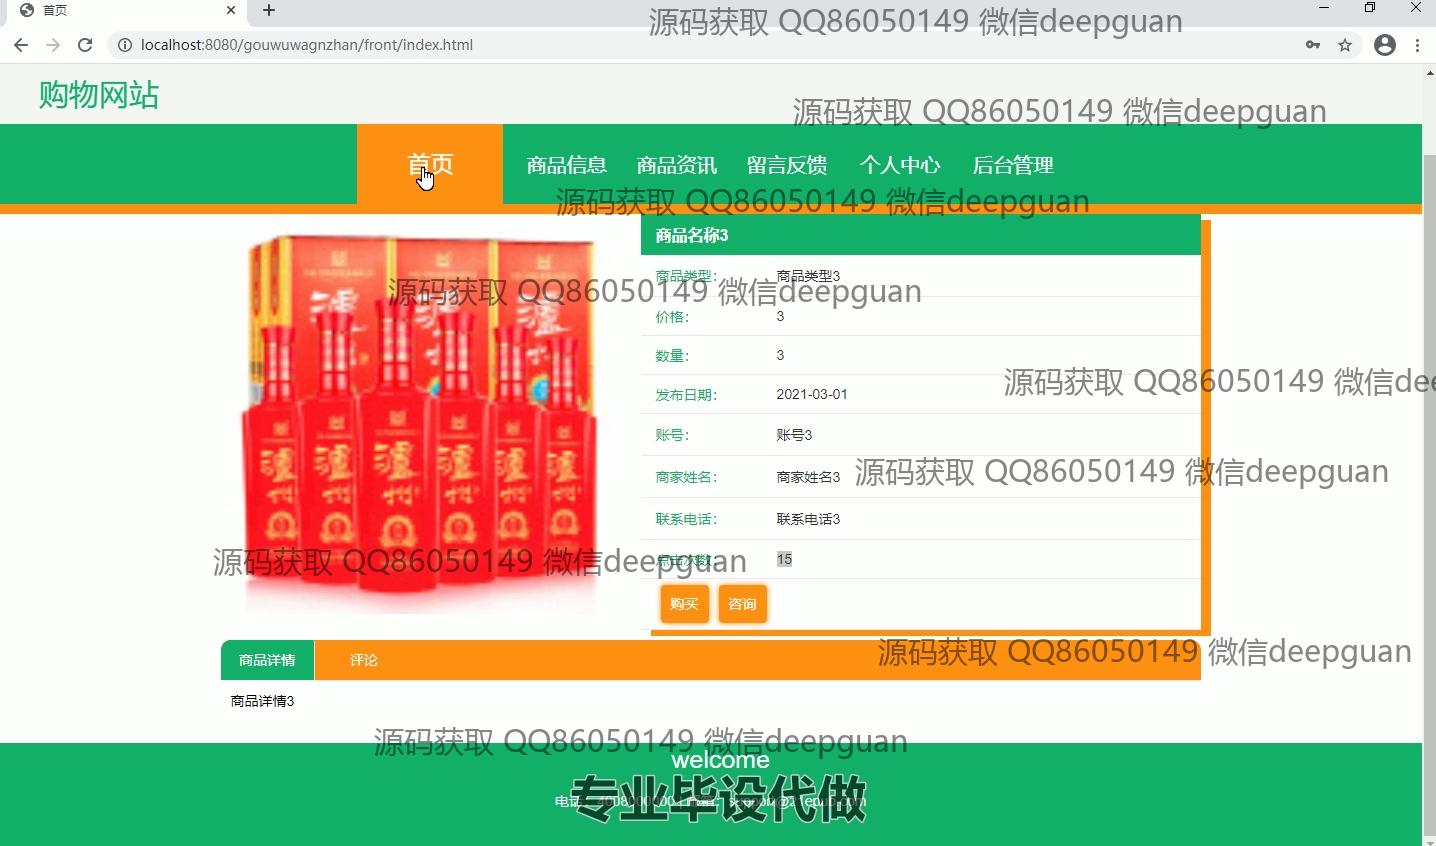 首页
源码获取 QQ86050149 微信deepguan
localhost:8080/gouwuwagnzhan/front/index.html
购物网站
源码获取 QQ86050149 微信deepguan
首页
商品信息
商品资讯
留言反馈
个人中心
后台管理
源码获取 QQ86050149 微信deepguan
商品名称3
商品类型： 商品类型3
源码获取 QQ86050149 微信deepguan
价格： 3
数量： 3
源码获取 QQ86050149 微信dee
发布日期： 2021-03-01
账号： 账号3
商家姓名： 商家姓名3
源码获取 QQ86050149 微信deepguan
联系电话： 联系电话3
点击次数： 15
源码获取 QQ86050149 微信deepguan
购买
咨询
源码获取 QQ86050149 微信deepguan
商品详情
评论
商品详情3
源码获取 QQ86050149 微信deepguan
welcome
专业毕设代做
泸
泸
泸
泸
泸
泸
泸
泸
泸